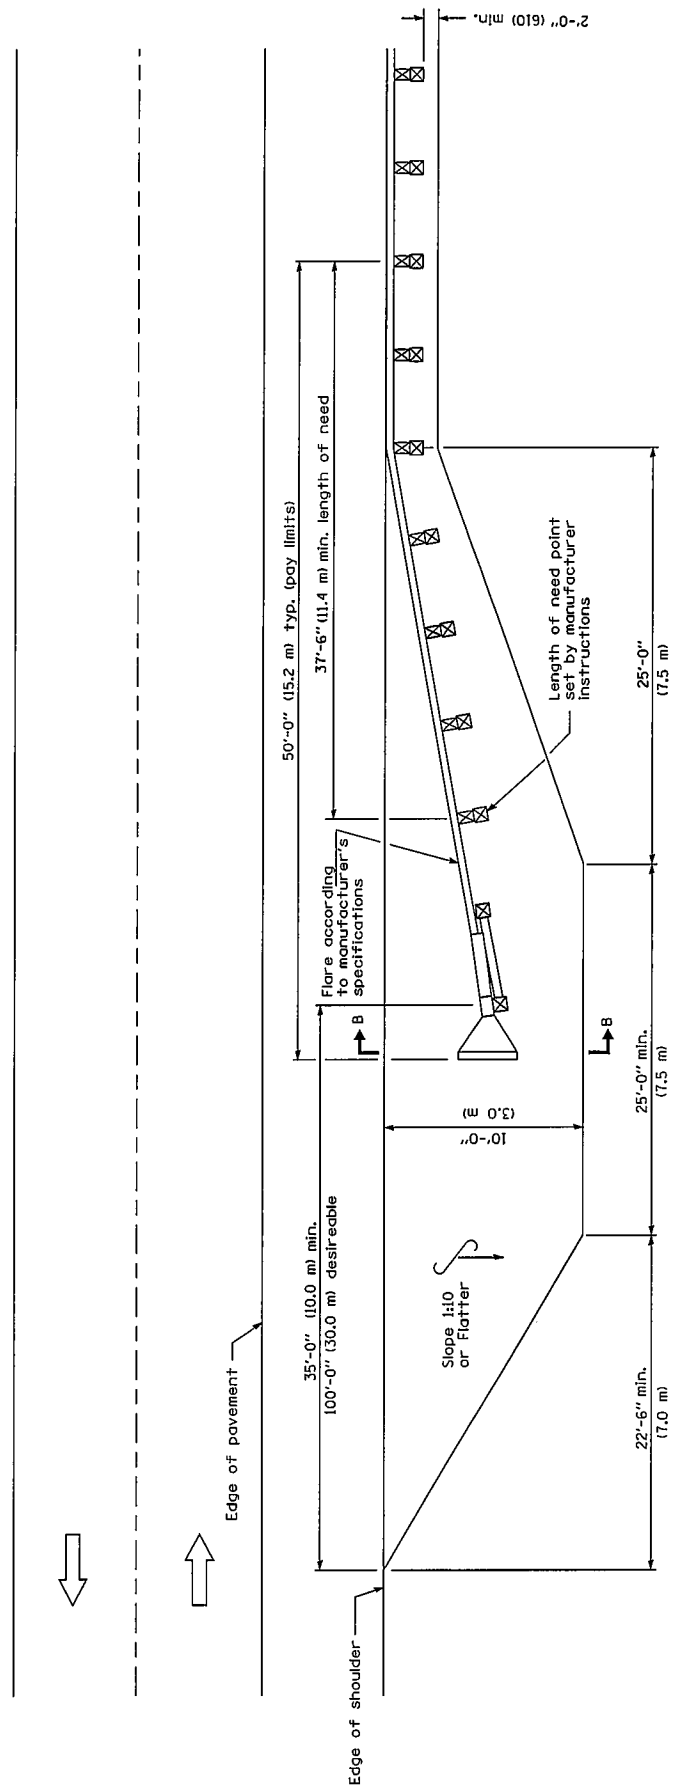 2'-0" (610) min.
50'-0" (15.2 m) typ. (pay limits)
37'-6" (11.4 m) min. length of need
Flare according
to manufacturer's
specifications
Length of need point
set by manufacturer
instructions
25'-0"
(7.5 m)
B
B
35'-0" (10.0 m) min.
100'-0" (30.0 m) desireable
10'-0"
(3.0 m)
25'-0" min.
(7.5 m)
Slope 1:10
or Flatter
Edge of pavement
22'-6" min.
(7.0 m)
Edge of shoulder